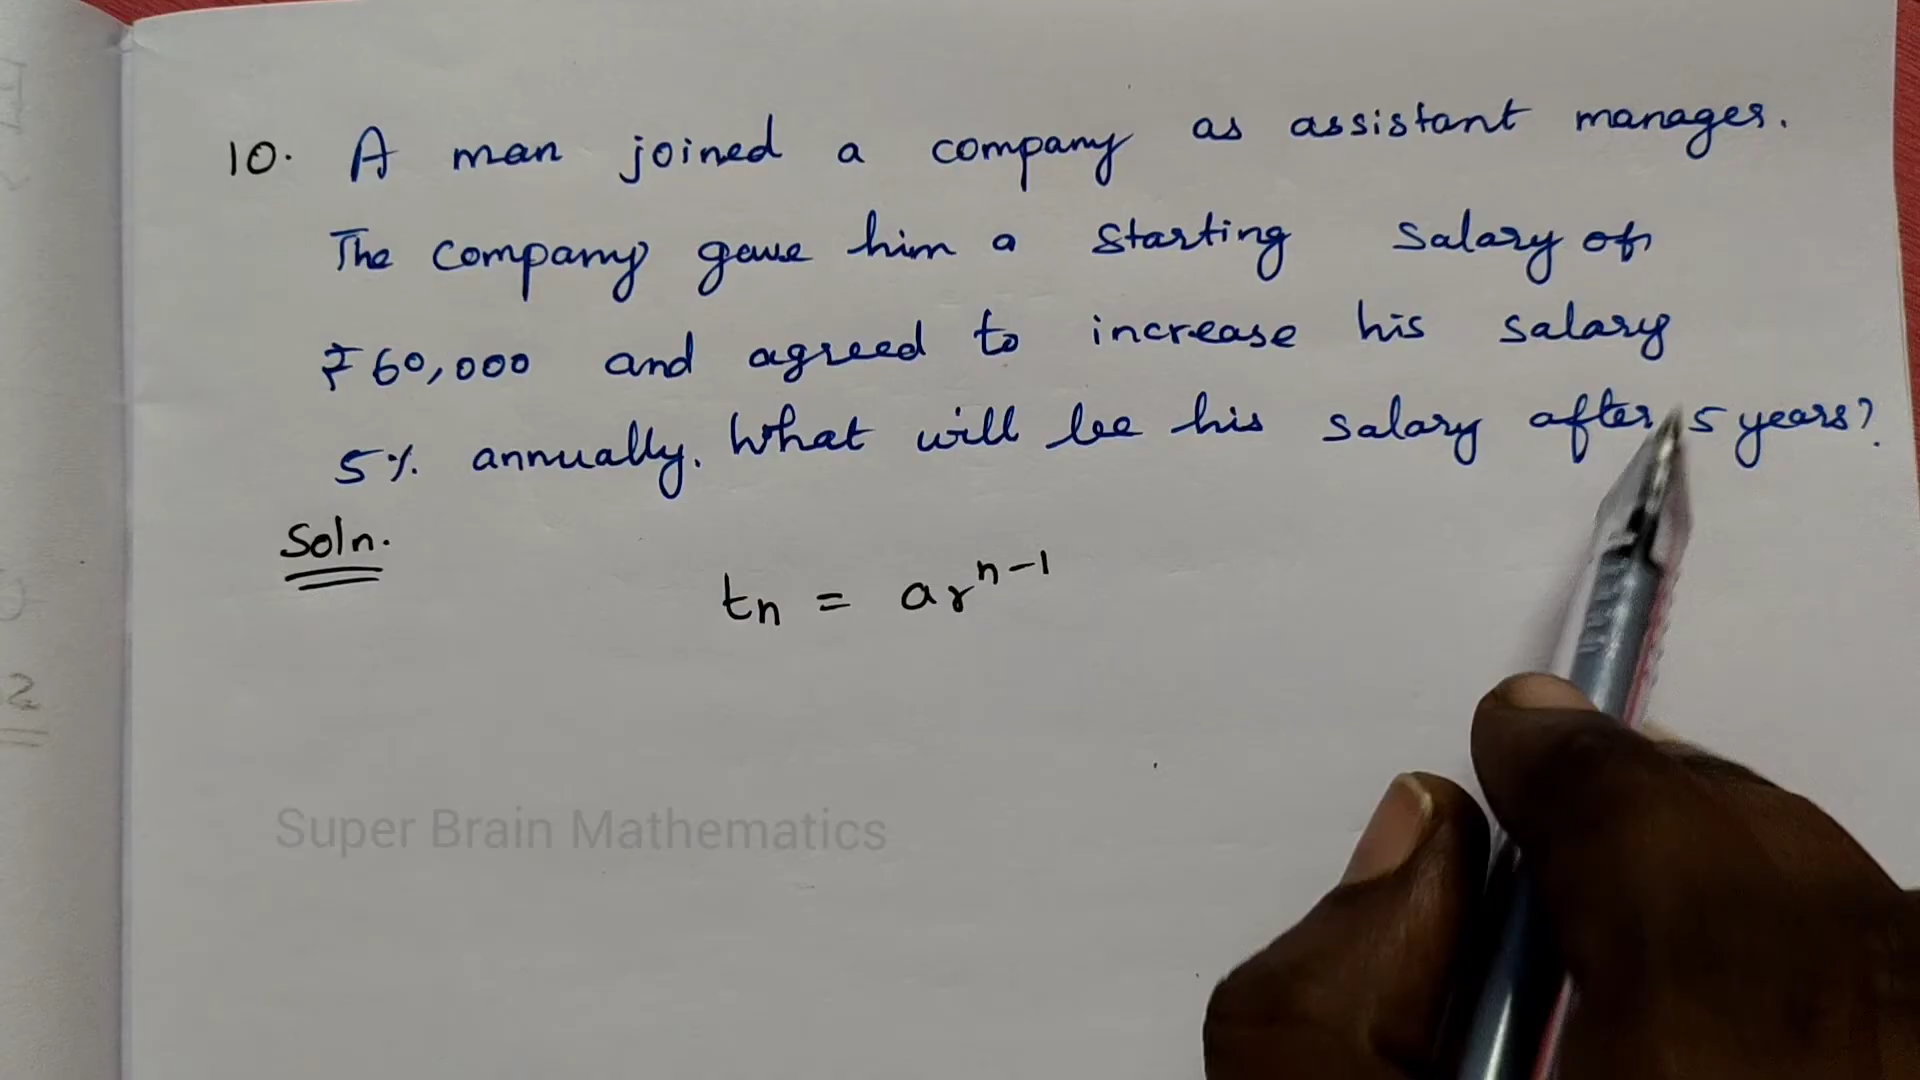 10. A man joined a company as assistant manager.
The company gave him a starting salary of
₹60,000 and agreed to increase his salary
5% annually. What will be his salary after 5 years?
Soln.
tn = ar^n-1
Super Brain Mathematics
2